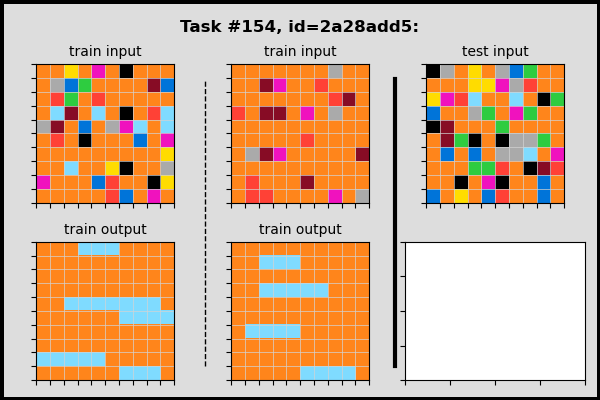 Task #154, id=2a28add5:
train input
train input
test input
train output
train output